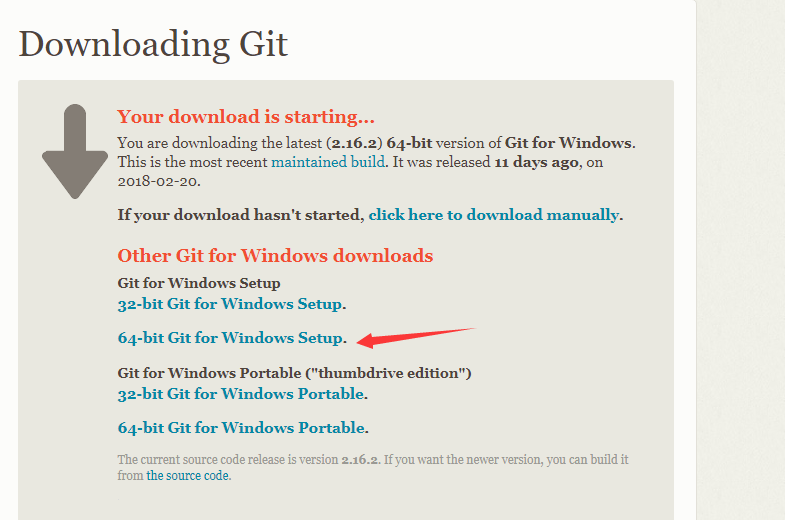 Downloading Git
Your download is starting...
You are downloading the latest (2.16.2) 64-bit version of Git for Windows.
This is the most recent maintained build. It was released 11 days ago, on
2018-02-20.
If your download hasn't started, click here to download manually.
Other Git for Windows downloads
Git for Windows Setup
32-bit Git for Windows Setup.
64-bit Git for Windows Setup.
Git for Windows Portable ("thumbdrive edition")
32-bit Git for Windows Portable.
64-bit Git for Windows Portable.
The current source code release is version 2.16.2. If you want the newer version, you can build it
from the source code.